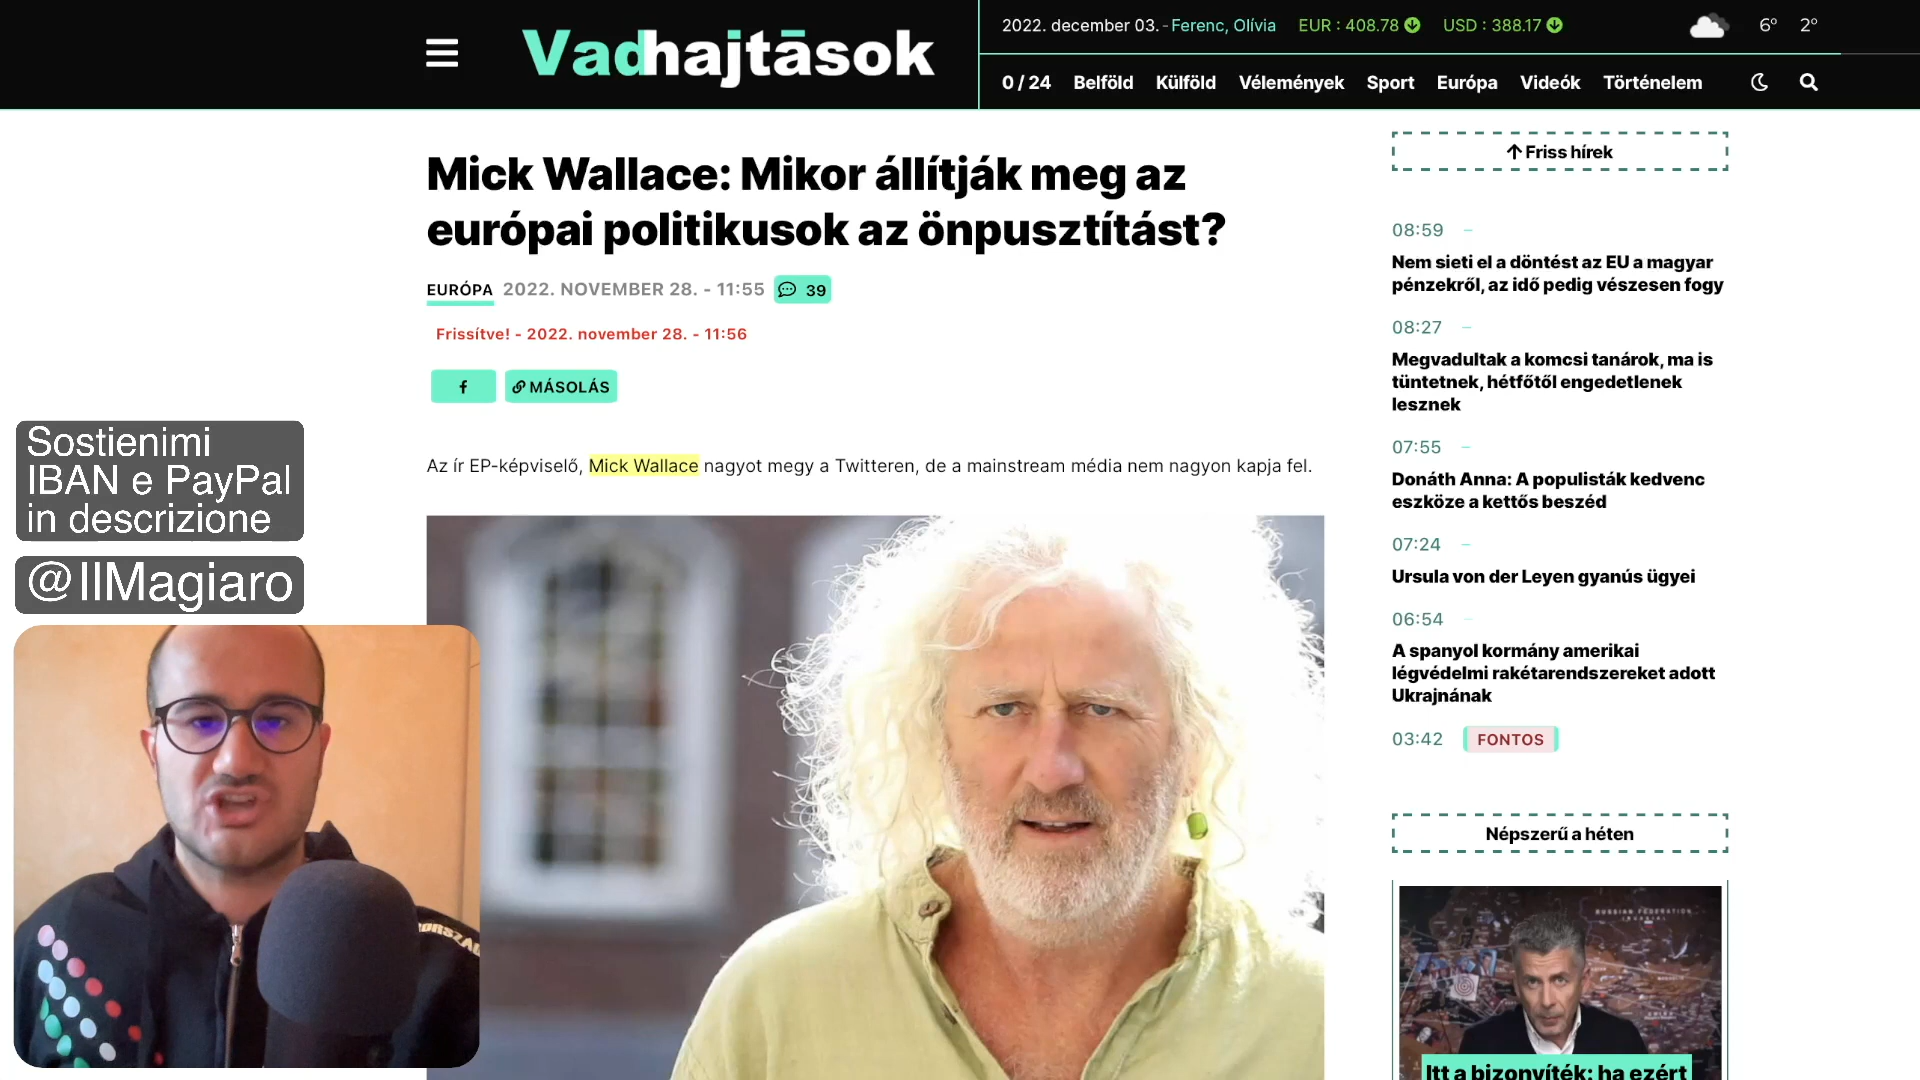 Vadhajtāsok
2022. december 03. - Ferenc, Olívia EUR : 408.78 USD : 388.17 6° 2°
0 / 24 Belföld Külföld Vélemények Sport Európa Videók Történelem
Mick Wallace: Mikor állítják meg az
európai politikusok az önpusztítást?
EURÓPA 2022. NOVEMBER 28. - 11:55 39
Frissítve! - 2022. november 28. - 11:56
f MÁSOLÁS
Az ír EP-képviselő, Mick Wallace nagyot megy a Twitteren, de a mainstream média nem nagyon kapja fel.
Sostienimi
IBAN e PayPal
in descrizione
@IlMagiaro
Friss hírek
08:59 –
Nem sieti el a döntést az EU a magyar
pénzekről, az idő pedig vészesen fogy
08:27 –
Megvadultak a komcsi tanárok, ma is
tüntetnek, hétfőtől engedetlenek
lesznek
07:55 –
Donáth Anna: A populisták kedvenc
eszköze a kettős beszéd
07:24 –
Ursula von der Leyen gyanús ügyei
06:54 –
A spanyol kormány amerikai
légvédelmi rakétarendszereket adott
Ukrajnának
03:42 FONTOS
Népszerű a héten
RUSSIAN FEDERATION
Itt a bizonyíték: ha ezért